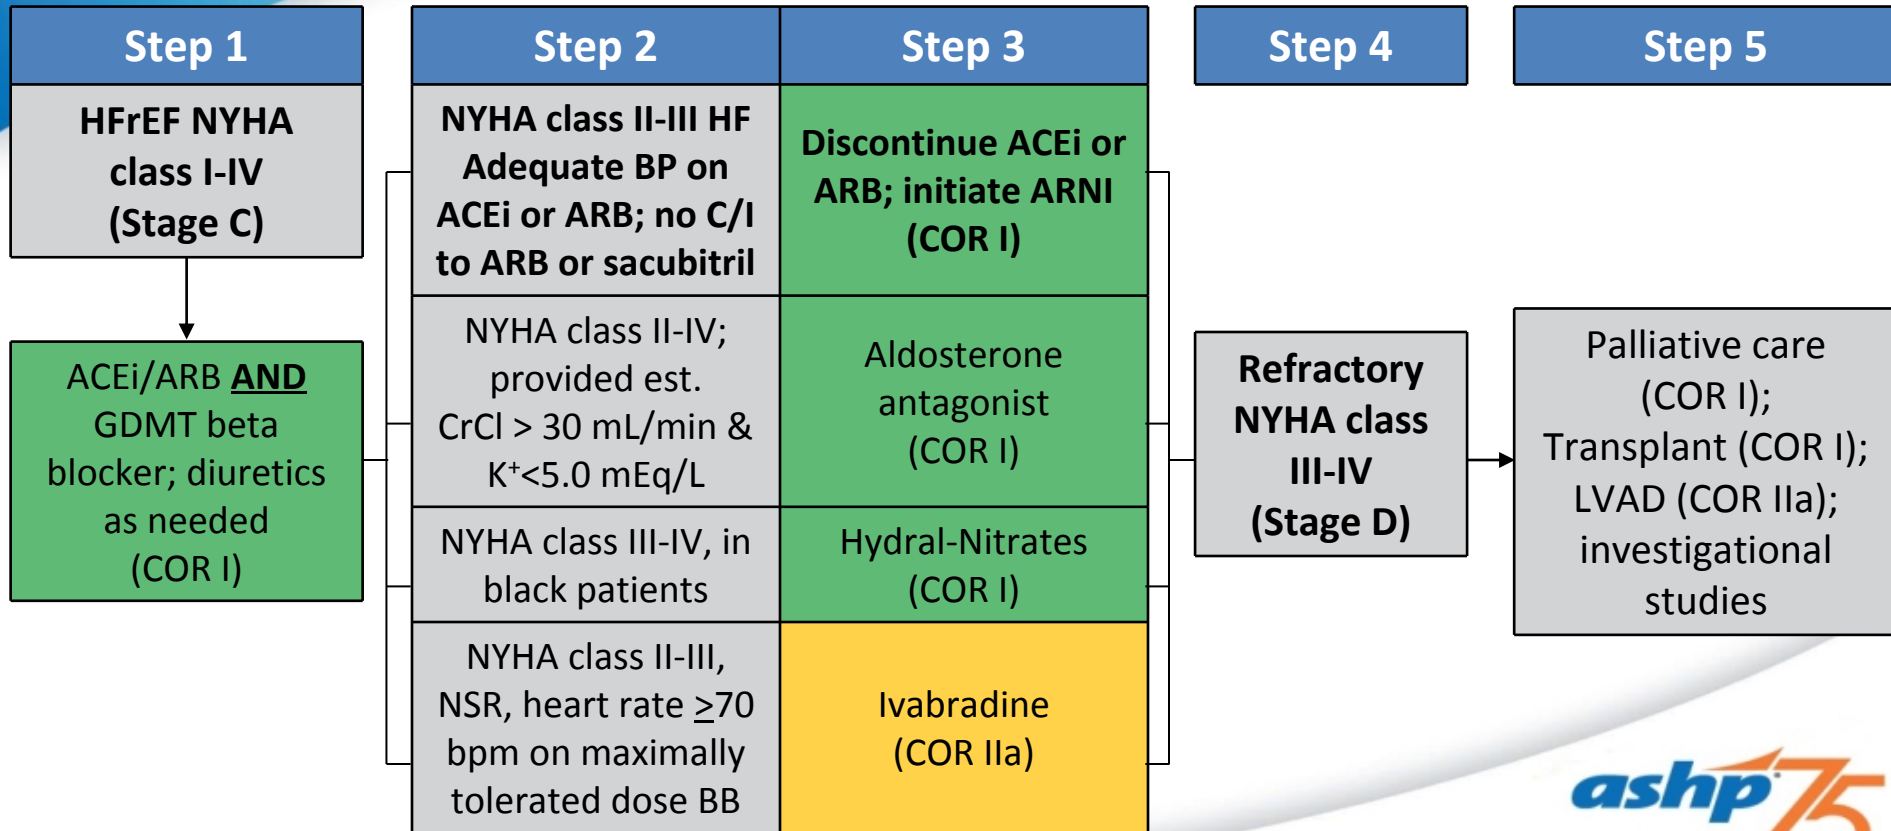 Step 1
HFrEF NYHA
class I-IV
(Stage C)
ACEi/ARB AND
GDMT beta
blocker; diuretics
as needed
(COR I)
Step 2
NYHA class II-III HF
Adequate BP on
ACEi or ARB; no C/I
to ARB or sacubitril
NYHA class II-IV;
provided est.
CrCl > 30 mL/min &
K⁺<5.0 mEq/L
NYHA class III-IV, in
black patients
NYHA class II-III,
NSR, heart rate ≥70
bpm on maximally
tolerated dose BB
Step 3
Discontinue ACEi or
ARB; initiate ARNI
(COR I)
Aldosterone
antagonist
(COR I)
Hydral-Nitrates
(COR I)
Ivabradine
(COR IIa)
Step 4
Refractory
NYHA class
III-IV
(Stage D)
Step 5
Palliative care
(COR I);
Transplant (COR I);
LVAD (COR IIa);
investigational
studies
ashp 75